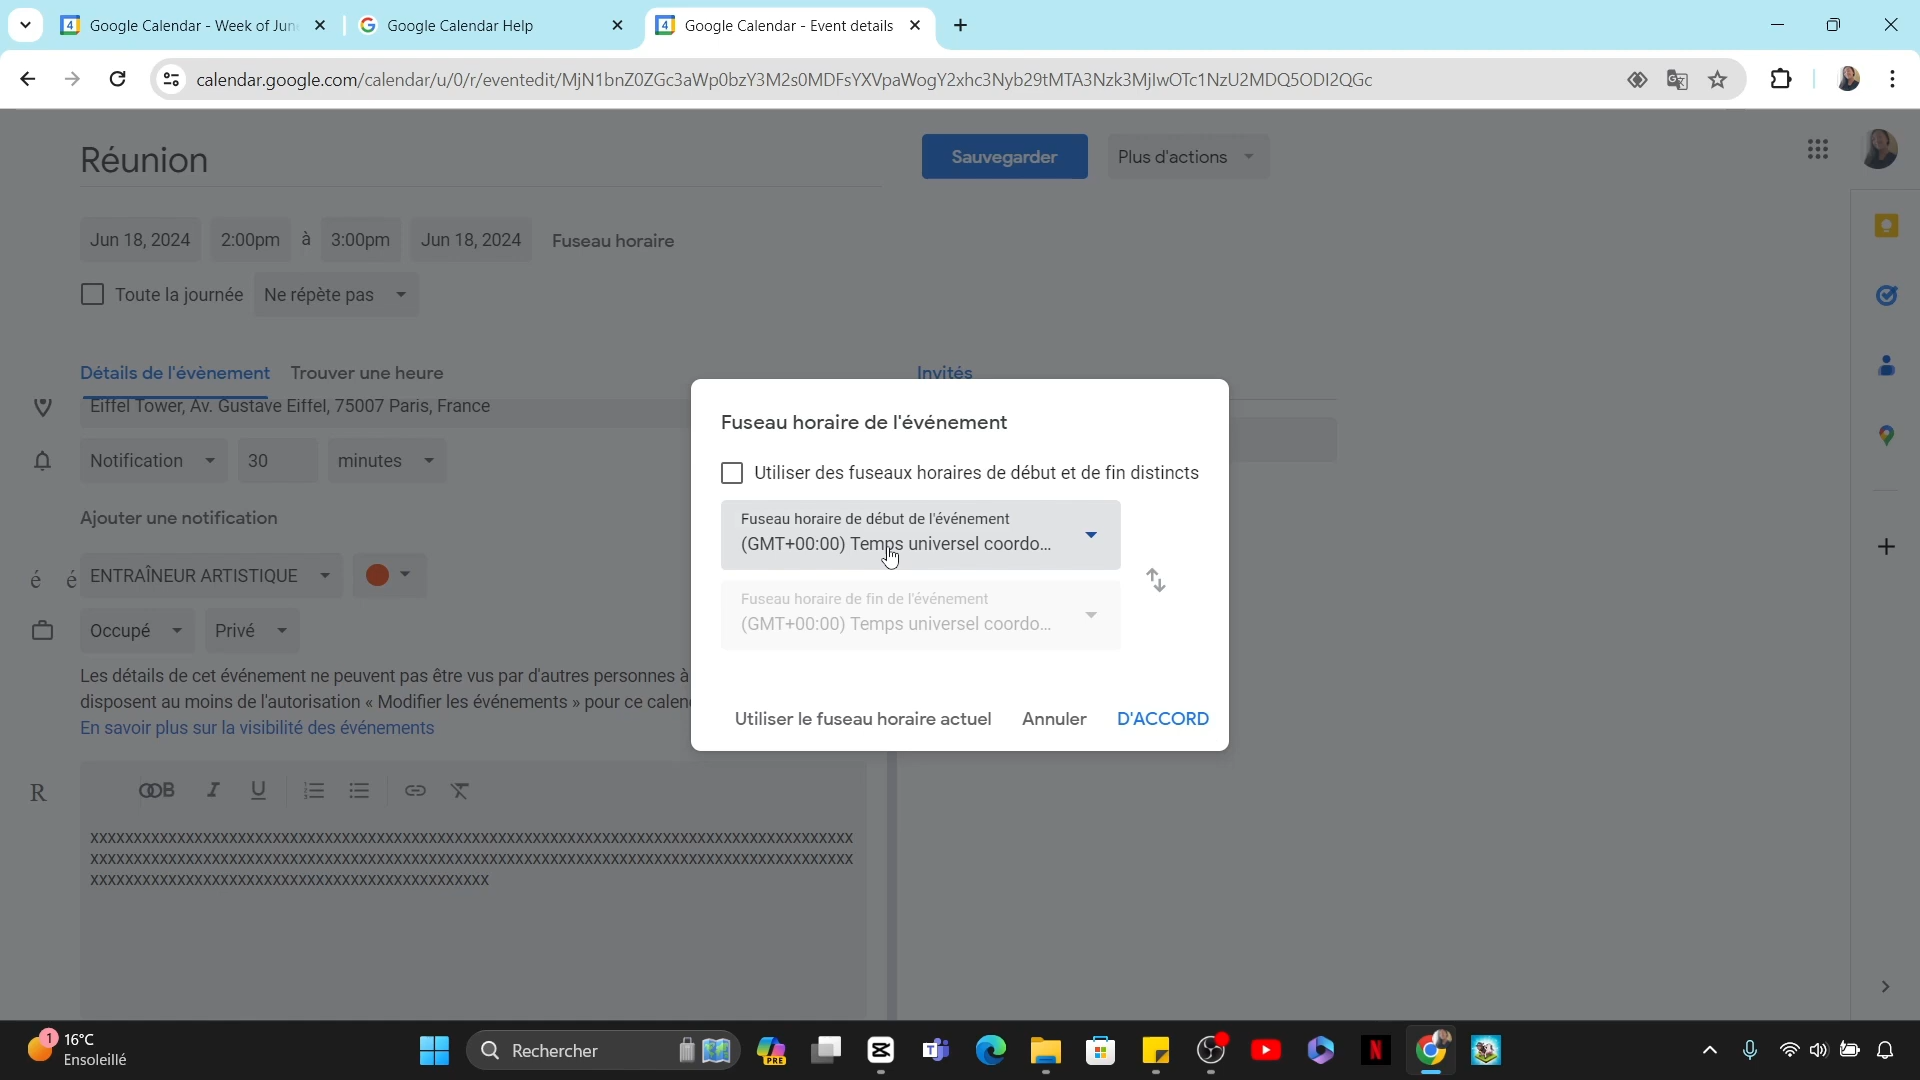 Google Calendar - Week of Jun
Google Calendar Help
Google Calendar - Event details
calendar.google.com/calendar/u/0/r/eventedit/MjN1bnZ0ZGc3aWp0bzY3M2s0MDFsYXVpaWogY2xhc3Nyb29tMTA3Nzk3MjIwOTc1NzU2MDQ5ODI2QGc
Réunion
Sauvegarder
Plus d'actions
Jun 18, 2024
2:00pm
à
3:00pm
Jun 18, 2024
Fuseau horaire
Toute la journée
Ne répète pas
Détails de l'évènement
Trouver une heure
Invités
Eiffel Tower, Av. Gustave Eiffel, 75007 Paris, France
Notification
30
minutes
Ajouter une notification
é é
ENTRAÎNEUR ARTISTIQUE
Occupé
Privé
Les détails de cet événement ne peuvent pas être vus par d'autres personnes à
disposent au moins de l'autorisation « Modifier les événements » pour ce calen
En savoir plus sur la visibilité des événements
R
B I U
xxxxxxxxxxxxxxxxxxxxxxxxxxxxxxxxxxxxxxxxxxxxxxxxxxxxxxxxxxxxxxxxxxxxxxxxxxxxxxxxxxxxxxxx
xxxxxxxxxxxxxxxxxxxxxxxxxxxxxxxxxxxxxxxxxxxxxxxxxxxxxxxxxxxxxxxxxxxxxxxxxxxxxxxxxxxxxxxx
xxxxxxxxxxxxxxxxxxxxxxxxxxxxxxxxxxxxxxxxxxxxxx
Fuseau horaire de l'événement
Utiliser des fuseaux horaires de début et de fin distincts
Fuseau horaire de début de l'événement
(GMT+00:00) Temps universel coordo...
Fuseau horaire de fin de l'événement
(GMT+00:00) Temps universel coordo...
Utiliser le fuseau horaire actuel
Annuler
D'ACCORD
1
16°C
Ensoleillé
Rechercher
PRE